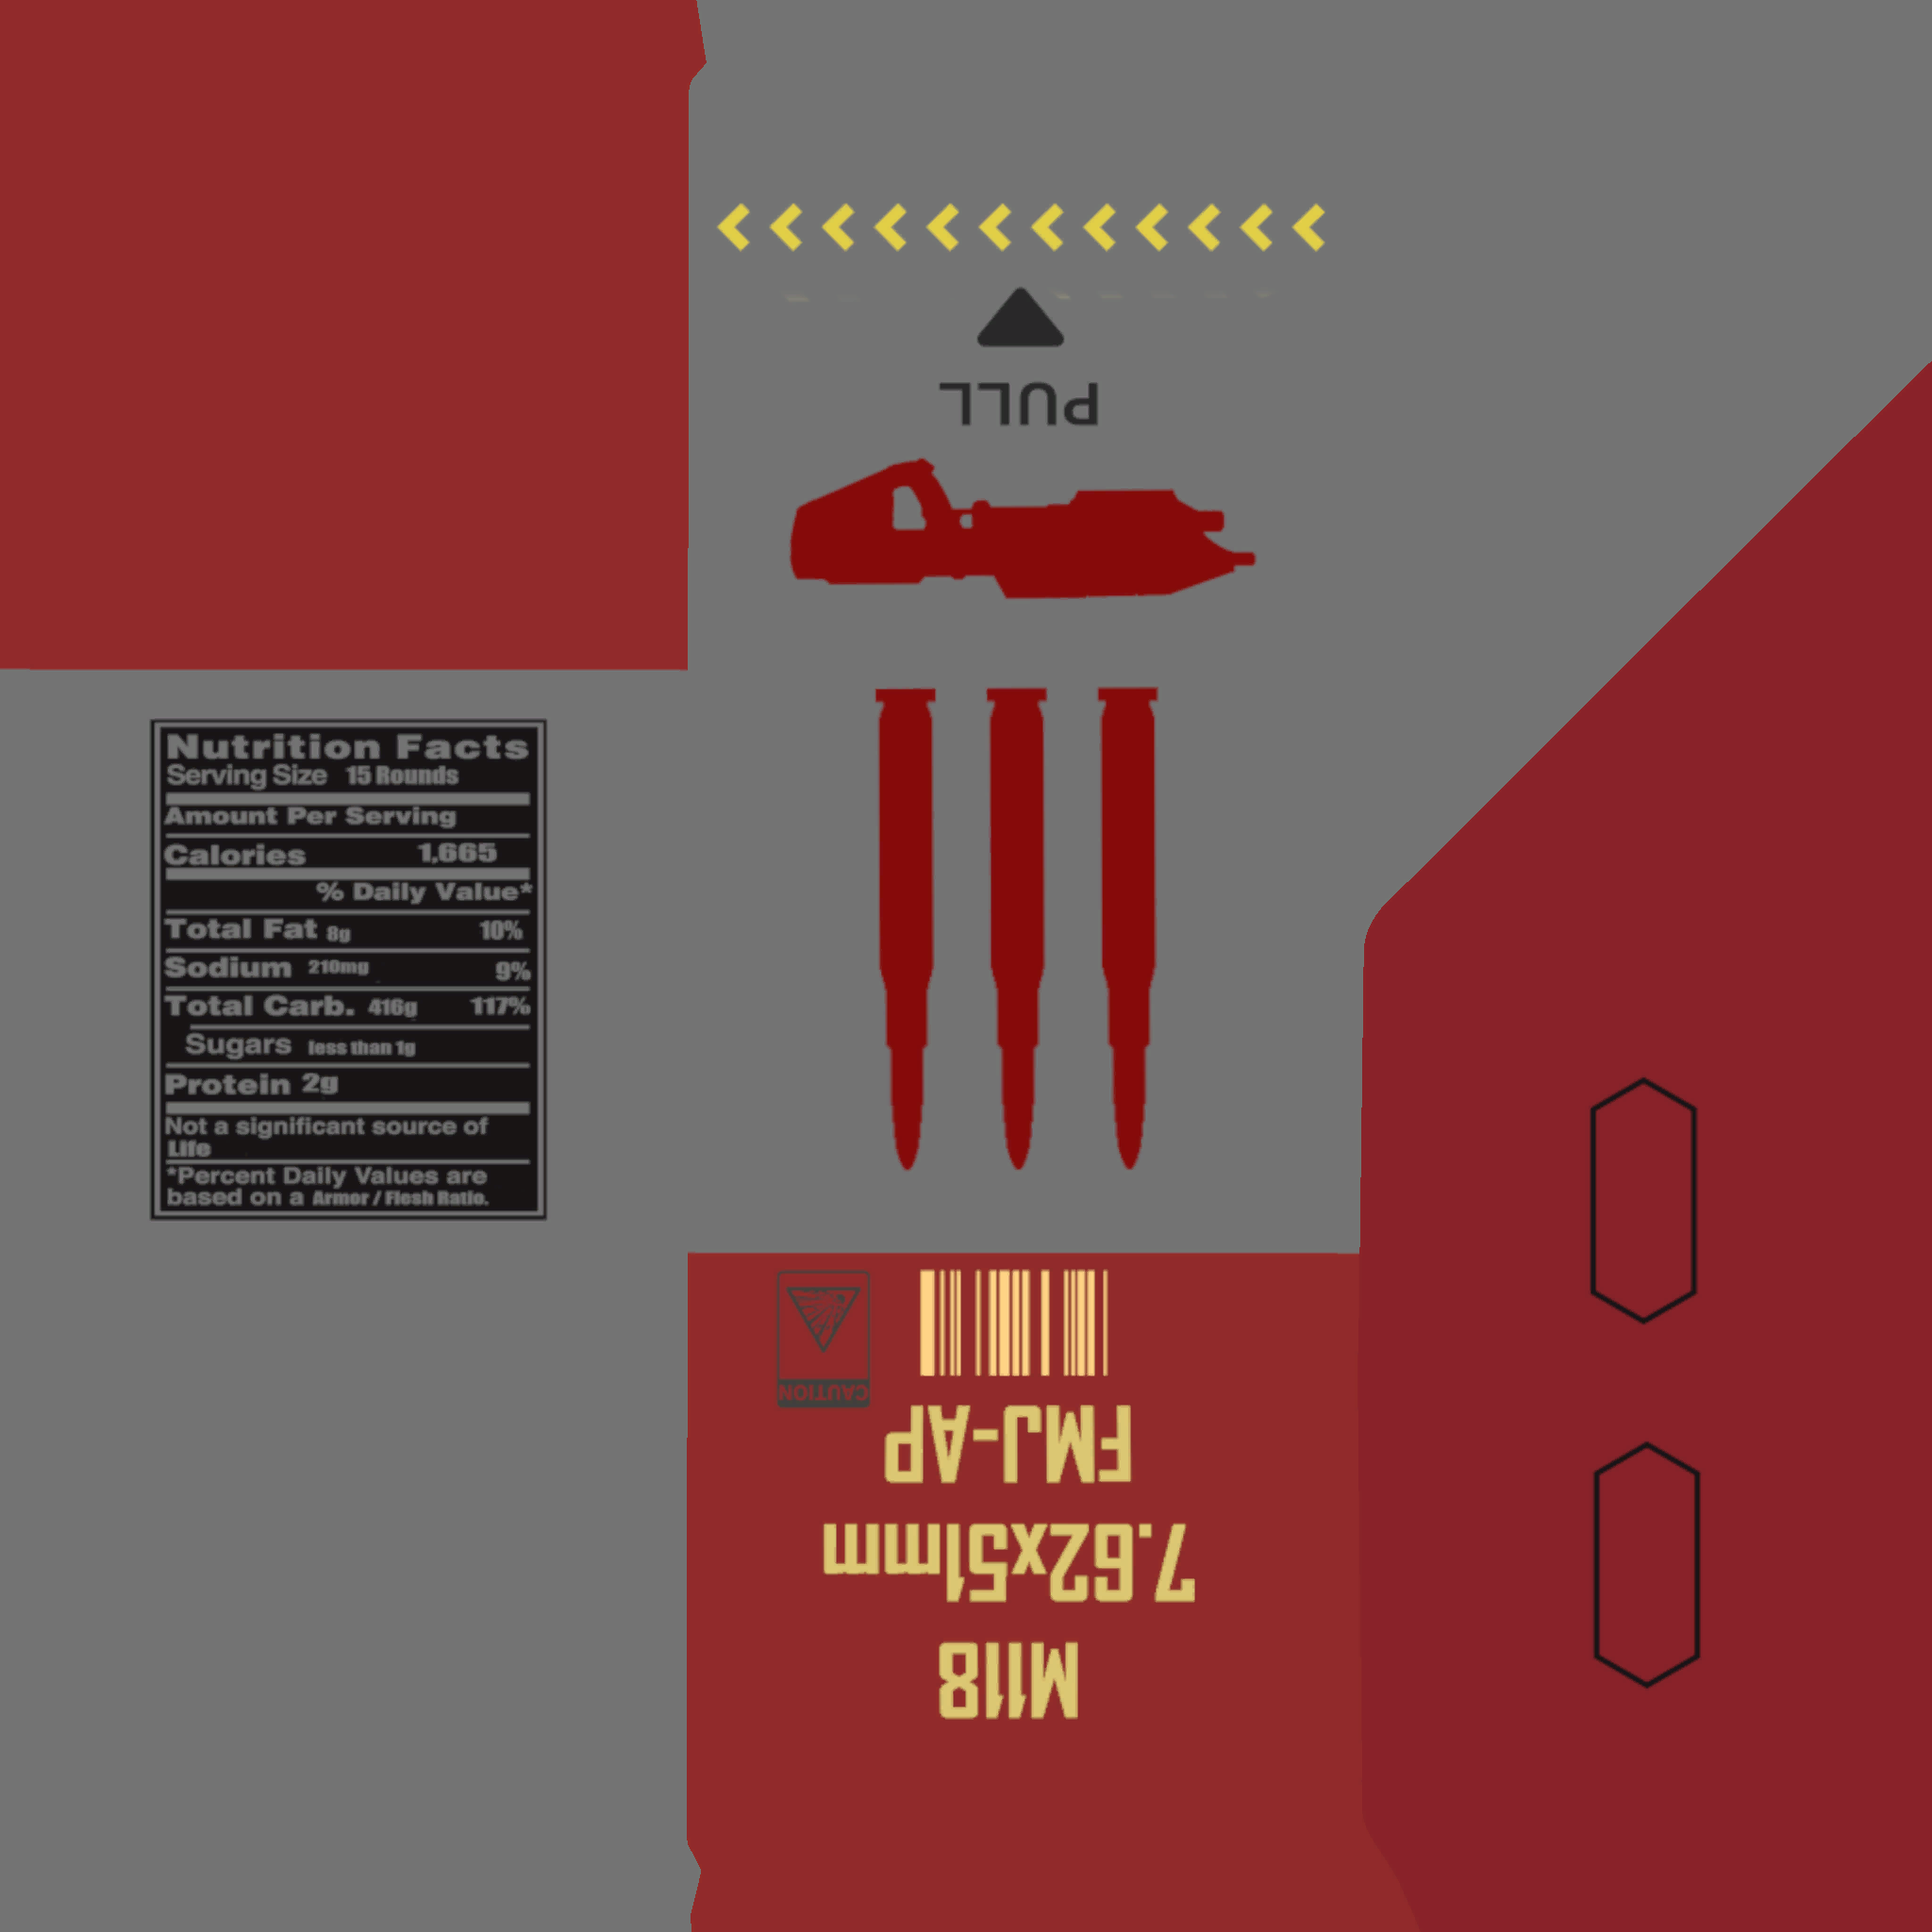 PULL
Nutrition Facts
Serving Size 15 Rounds
Amount Per Serving
Calories 1,665
% Daily Value*
Total Fat 8g 10%
Sodium 210mg 9%
Total Carb. 416g 117%
Sugars less than 1g
Protein 2g
Not a significant source of
Life
*Percent Daily Values are
based on a Armor / Flesh Ratio.
M118
7.62x51mm
FMJ-AP
CAUTION